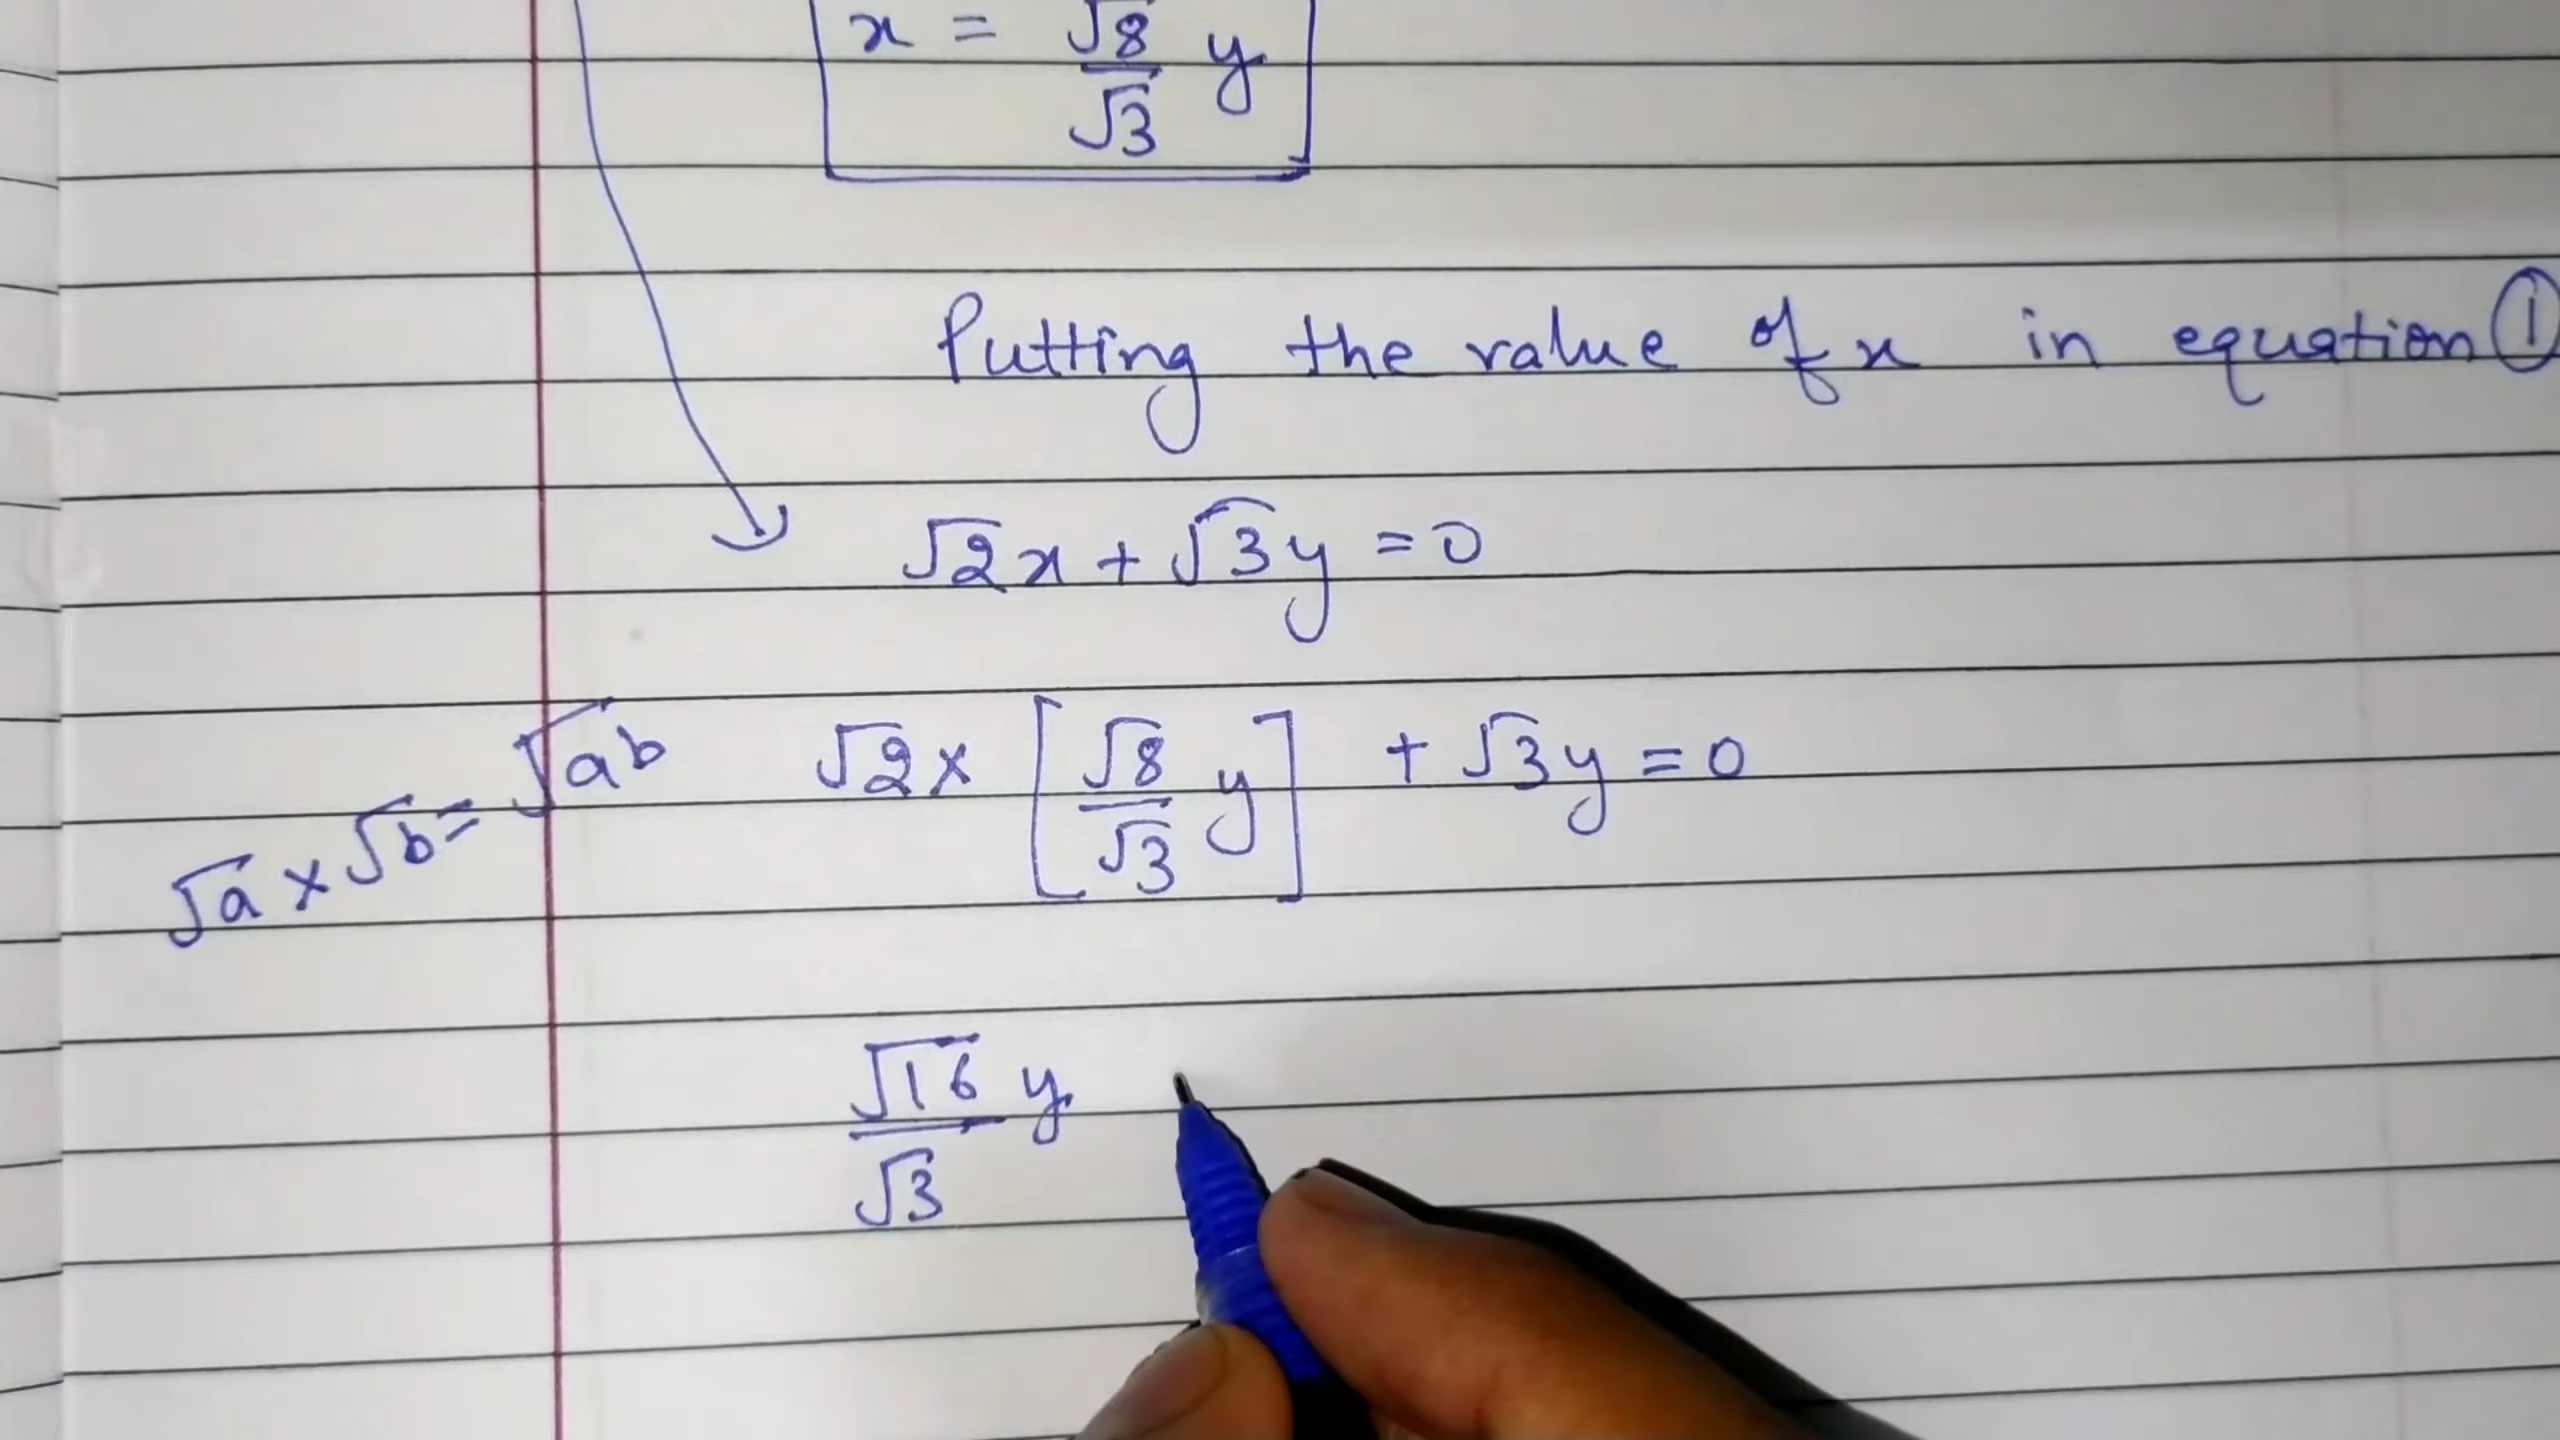 x = √8/√3 y
Putting the value of x in equation ①
√2x + √3y = 0
√a × √b = √ab
√2 × [√8/√3 y] + √3y = 0
√16/√3 y